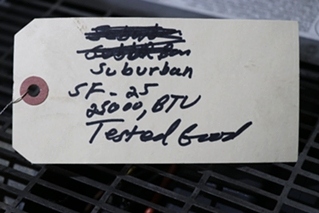 Suburban
SF-25
25000, BTU
Tested Good